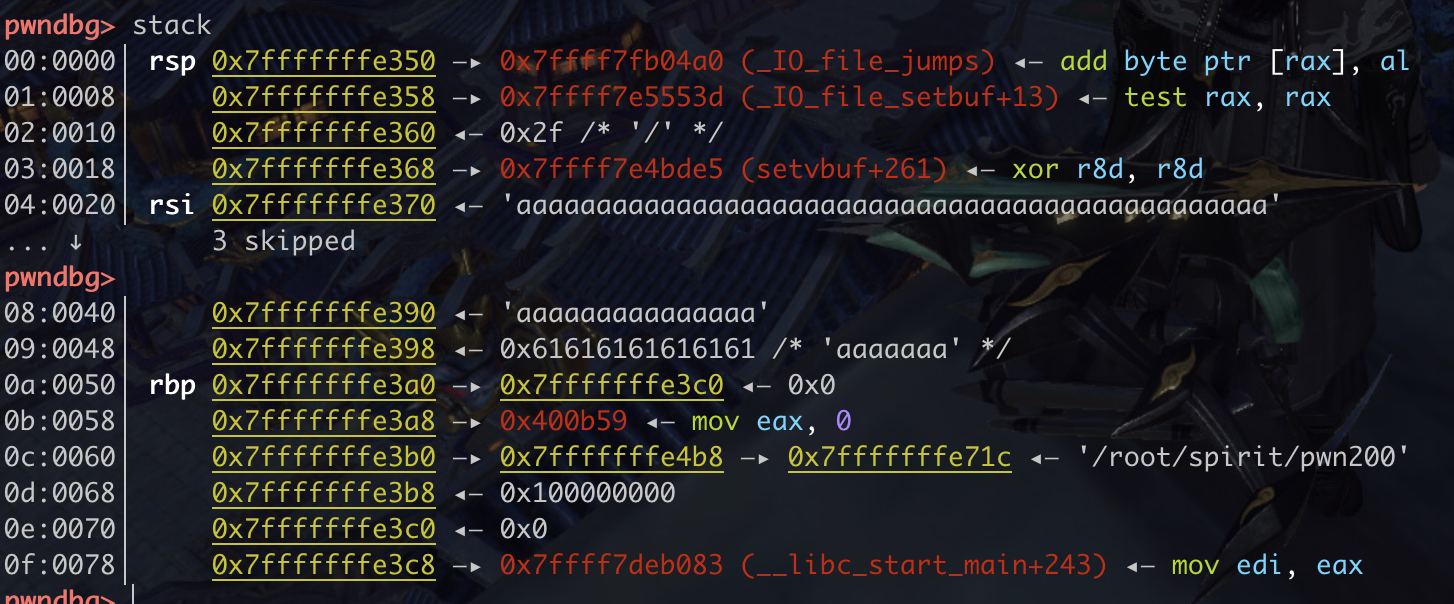 pwndbg> stack
00:0000│ rsp 0x7fffffffe350 —▸ 0x7ffff7fb04a0 (_IO_file_jumps) ◂— add byte ptr [rax], al
01:0008│     0x7fffffffe358 —▸ 0x7ffff7e5553d (_IO_file_setbuf+13) ◂— test rax, rax
02:0010│     0x7fffffffe360 ◂— 0x2f /* '/' */
03:0018│     0x7fffffffe368 —▸ 0x7ffff7e4bde5 (setvbuf+261) ◂— xor r8d, r8d
04:0020│ rsi 0x7fffffffe370 ◂— 'aaaaaaaaaaaaaaaaaaaaaaaaaaaaaaaaaaaaaaaaaaaaaaa'
... ↓        3 skipped
pwndbg>
08:0040│     0x7fffffffe390 ◂— 'aaaaaaaaaaaaaaa'
09:0048│     0x7fffffffe398 ◂— 0x61616161616161 /* 'aaaaaaa' */
0a:0050│ rbp 0x7fffffffe3a0 —▸ 0x7fffffffe3c0 ◂— 0x0
0b:0058│     0x7fffffffe3a8 —▸ 0x400b59 ◂— mov eax, 0
0c:0060│     0x7fffffffe3b0 —▸ 0x7fffffffe4b8 —▸ 0x7fffffffe71c ◂— '/root/spirit/pwn200'
0d:0068│     0x7fffffffe3b8 ◂— 0x100000000
0e:0070│     0x7fffffffe3c0 ◂— 0x0
0f:0078│     0x7fffffffe3c8 —▸ 0x7ffff7deb083 (__libc_start_main+243) ◂— mov edi, eax
pwndbg>